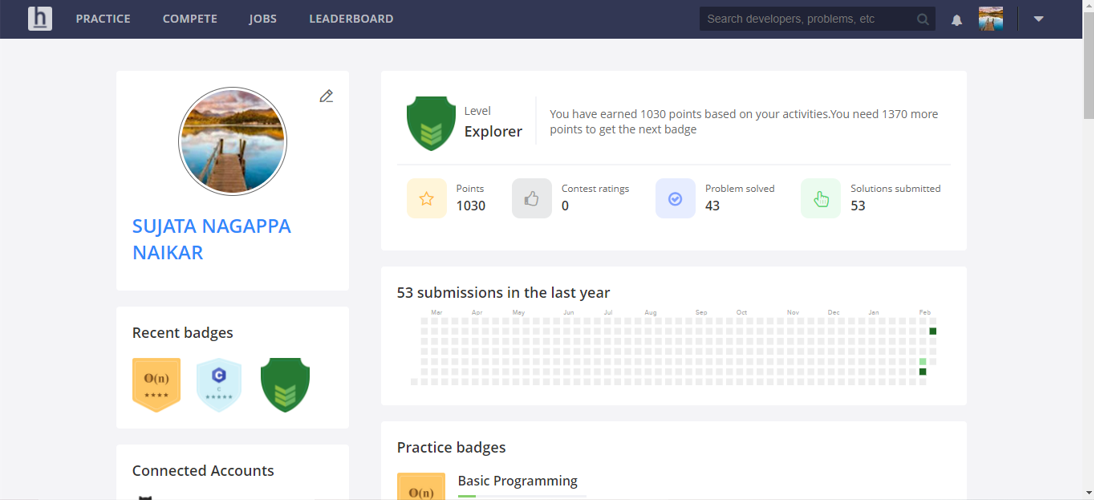 h PRACTICE COMPETE JOBS LEADERBOARD Search developers, problems, etc
SUJATA NAGAPPA
NAIKAR
Level
Explorer
You have earned 1030 points based on your activities.You need 1370 more
points to get the next badge
Points
1030
Contest ratings
0
Problem solved
43
Solutions submitted
53
53 submissions in the last year
Mar Apr May Jun Jul Aug Sep Oct Nov Dec Jan Feb
Recent badges
O(n)
C
Practice badges
Connected Accounts
O(n)
Basic Programming